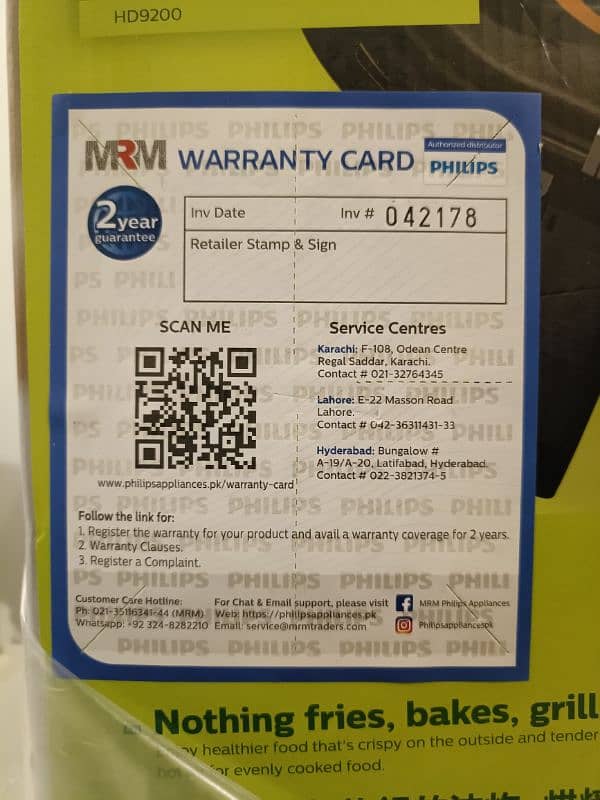 HD9200
MRM WARRANTY CARD
Authorized distributor
PHILIPS
2 year
guarantee
Inv Date
Inv # 042178
Retailer Stamp & Sign
SCAN ME
www.philipsappliances.pk/warranty-card
Service Centres
Karachi: F-108, Odean Centre
Regal Saddar, Karachi.
Contact # 021-32764345
Lahore: E-22 Masson Road
Lahore.
Contact # 042-36311431-33
Hyderabad: Bungalow #
A-19/A-20, Latifabad, Hyderabad.
Contact # 022-3821374-5
Follow the link for:
1. Register the warranty for your product and avail a warranty coverage for 2 years.
2. Warranty Clauses.
3. Register a Complaint.
Customer Care Hotline:
Ph: 021-35116341-44 (MRM)
Whatsapp: +92 324-8282210
For Chat & Email support, please visit
Web: https://philipsappliances.pk
Email: service@mrmtraders.com
MRM Philips Appliances
Philipsappliancespk
Nothing fries, bakes, grill
healthier food that's crispy on the outside and tender
for evenly cooked food.